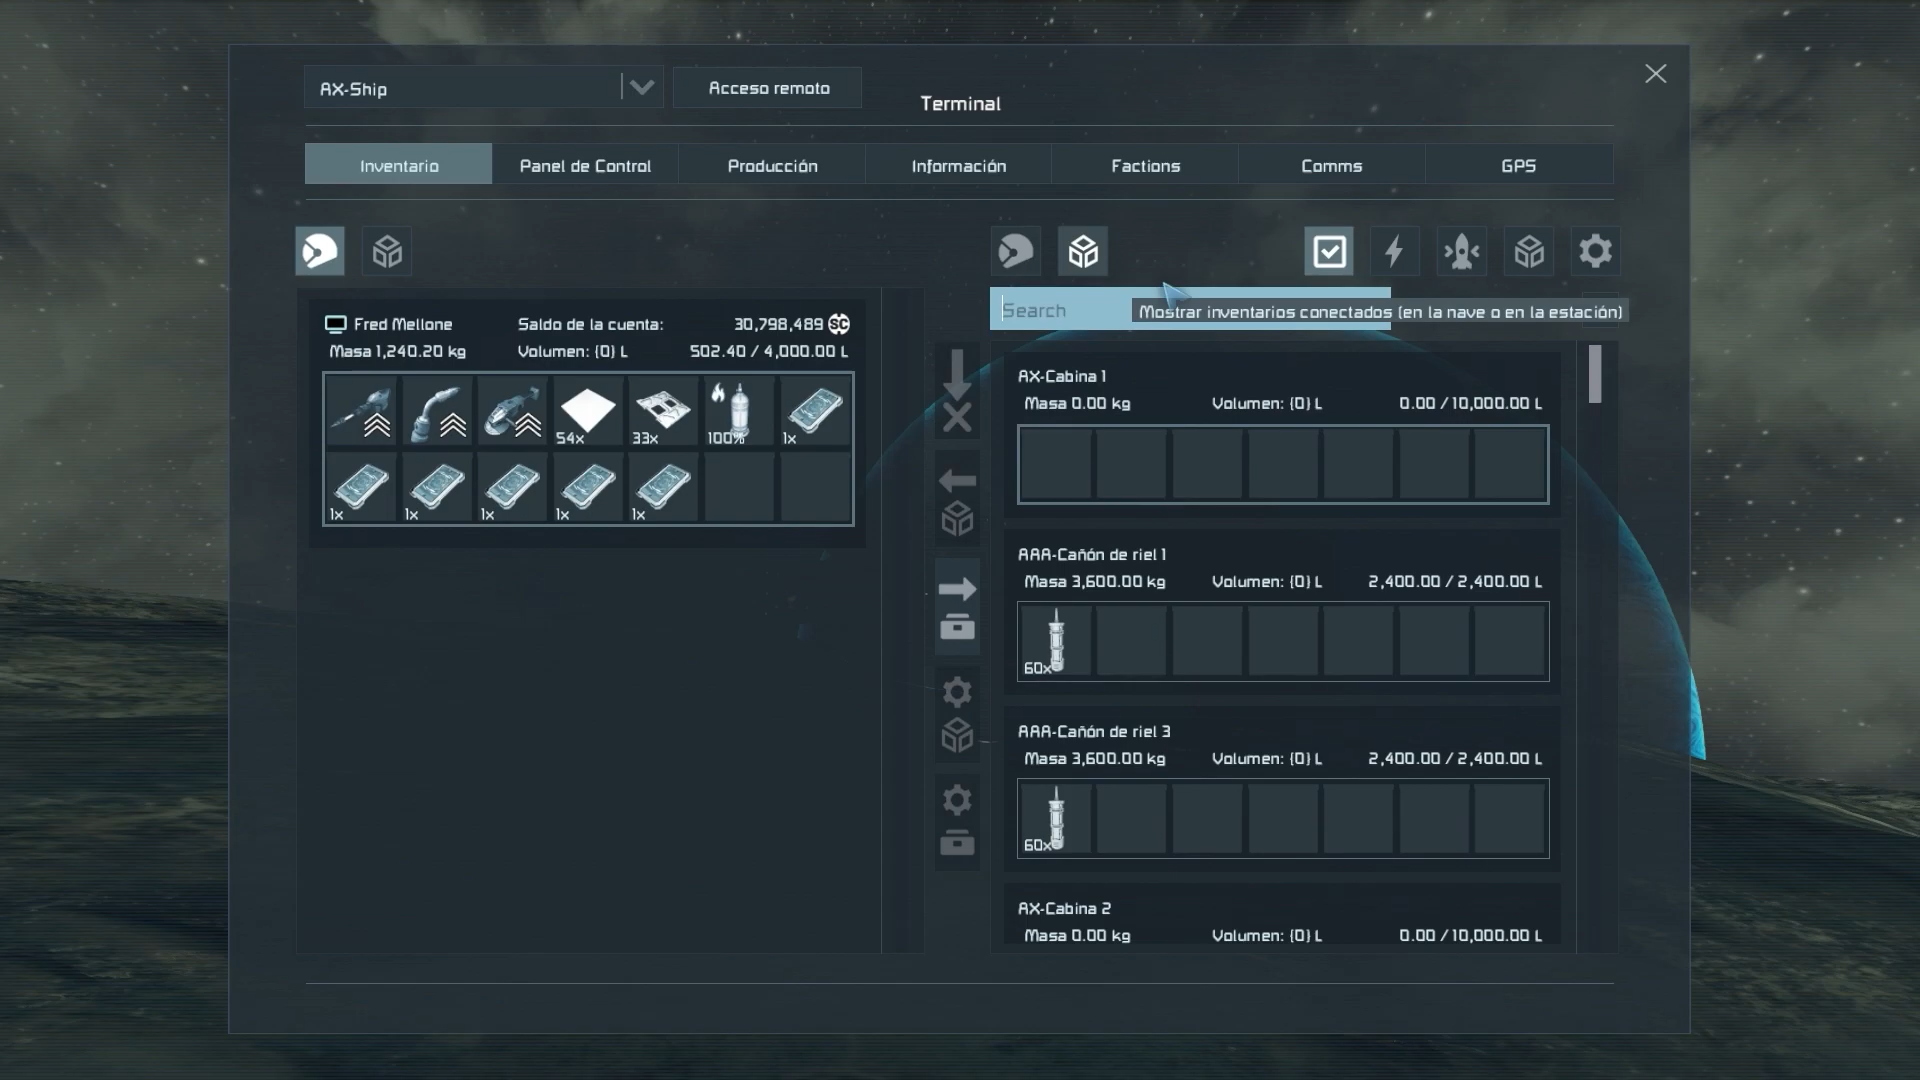 AX-Ship
Acceso remoto
Terminal
Inventario
Panel de Control
Producción
Información
Factions
Comms
GPS
Fred Mellone
Saldo de la cuenta:
30,798,489 SC
Masa 1,240.20 kg
Volumen: {0} L
502.40 / 4,000.00 L
54x
33x
100%
1x
1x
1x
1x
1x
1x
Search
Mostrar inventarios conectados (en la nave o en la estación)
AX-Cabina 1
Masa 0.00 kg
Volumen: {0} L
0.00 / 10,000.00 L
AAA-Cañón de riel 1
Masa 3,600.00 kg
Volumen: {0} L
2,400.00 / 2,400.00 L
60x
AAA-Cañón de riel 3
Masa 3,600.00 kg
Volumen: {0} L
2,400.00 / 2,400.00 L
60x
AX-Cabina 2
Masa 0.00 kg
Volumen: {0} L
0.00 / 10,000.00 L